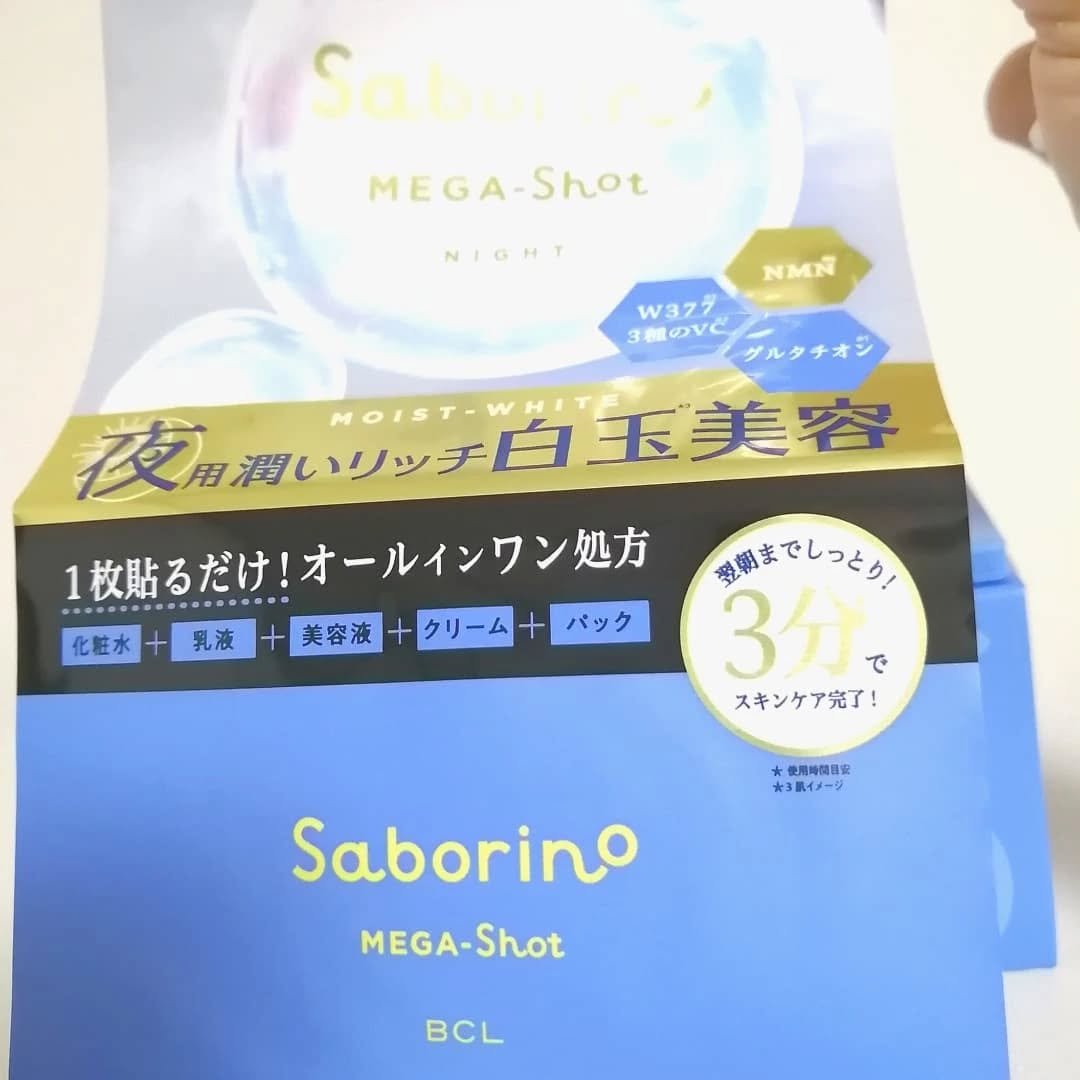 Saborino
MEGA-Shot
NIGHT
NMN
W377
3種のVC
グルタチオン
MOIST-WHITE
夜用潤いリッチ白玉美容
1枚貼るだけ!オールインワン処方
化粧水+乳液+美容液+クリーム+パック
翌朝までしっとり!
3分で
スキンケア完了!
★ 使用時間目安
★3 肌イメージ
Saborino
MEGA-Shot
BCL